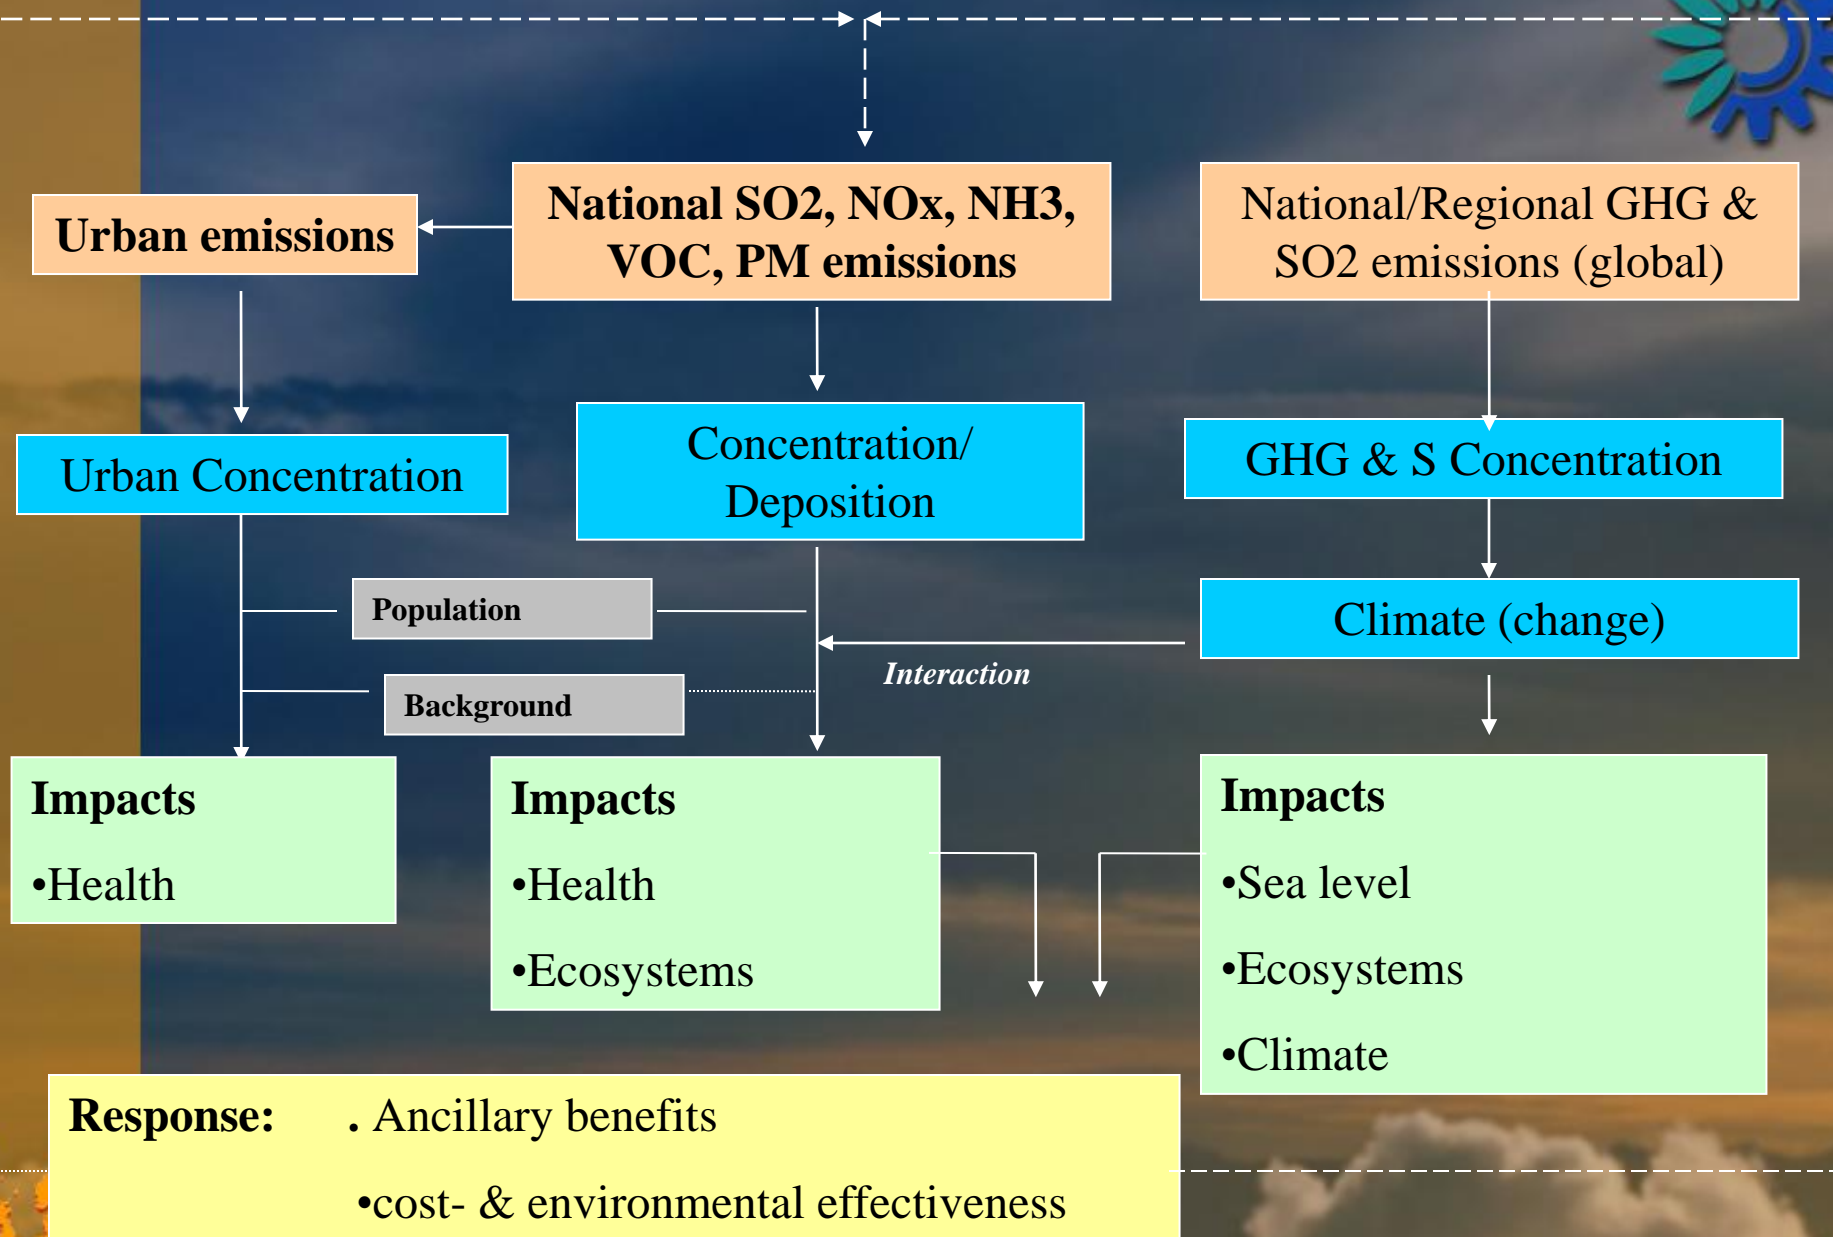 National SO2, NOx, NH3,
VOC, PM emissions
National/Regional GHG &
SO2 emissions (global)
Urban emissions
Concentration/
Deposition
Urban Concentration
GHG & S Concentration
Population
Climate (change)
Interaction
Background
Impacts
•Health
Impacts
•Health
•Ecosystems
Impacts
•Sea level
•Ecosystems
•Climate
Response: . Ancillary benefits
•cost- & environmental effectiveness